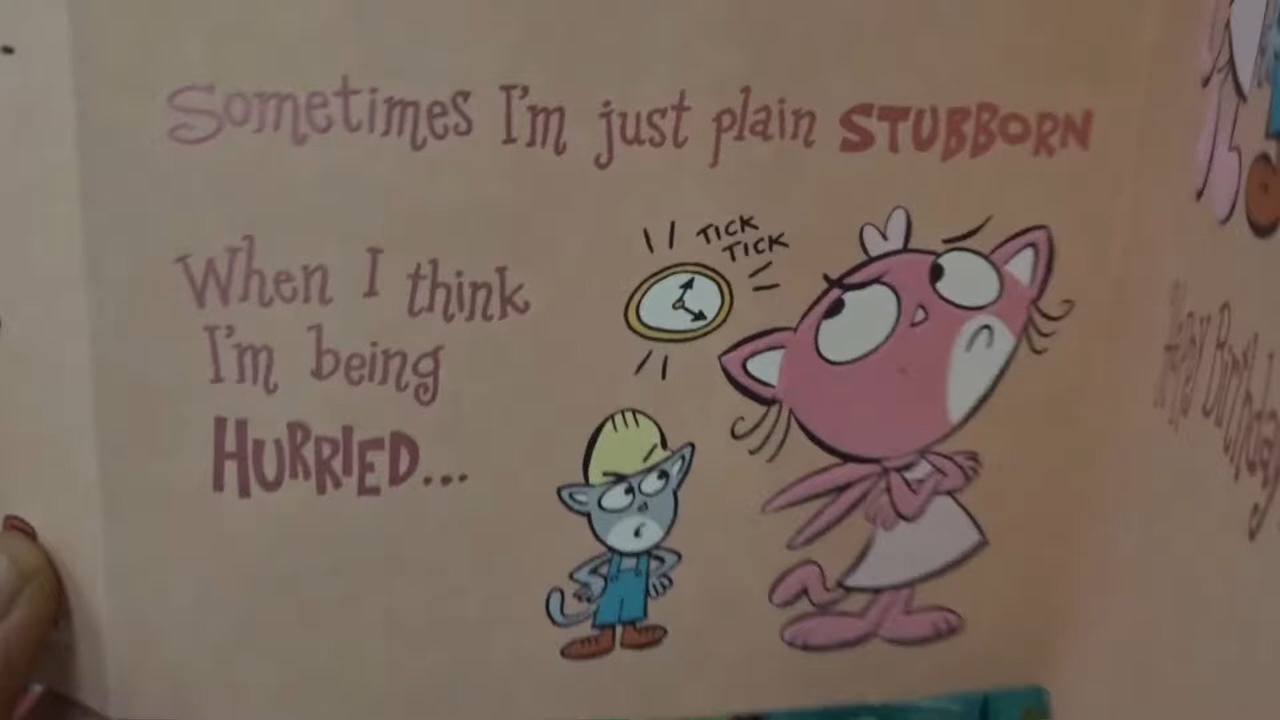 Sometimes I'm just plain STUBBORN
TICK
TICK
When I think
I'm being
HURRIED...
Birthday